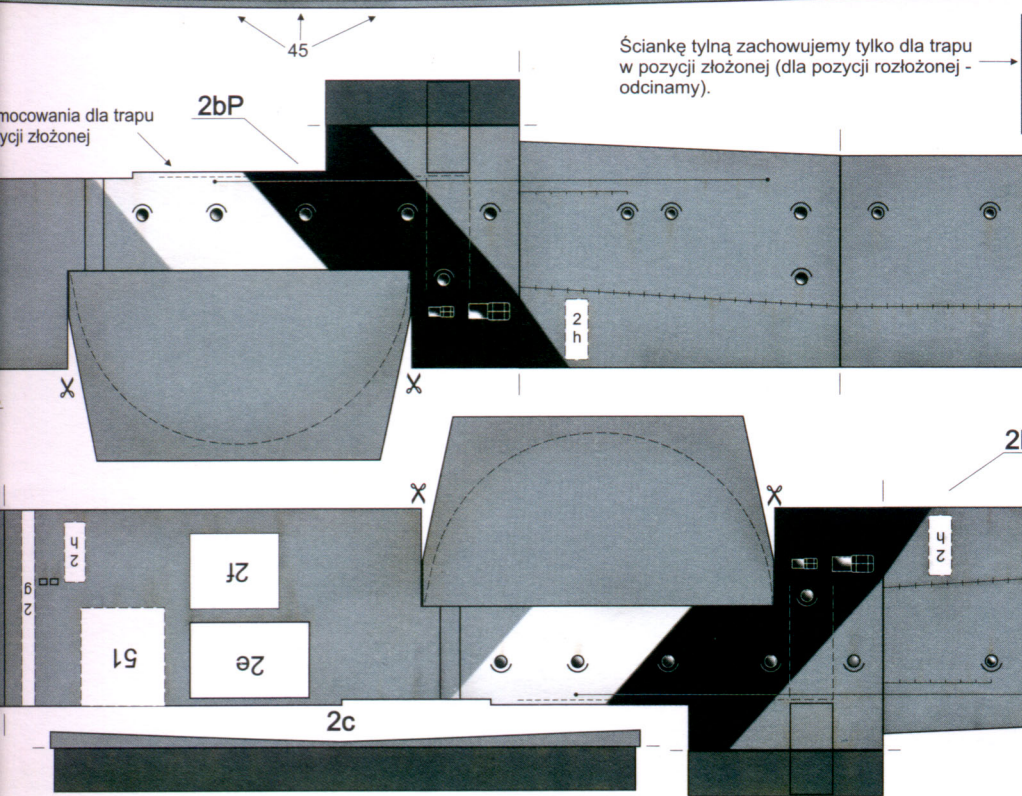 45
Ściankę tylną zachowujemy tylko dla trapu
w pozycji złożonej (dla pozycji rozłożonej -
odcinamy).
mocowania dla trapu
ycji złożonej
2bP
2
h
2
h
2
g
2f
51
2e
2
h
2c